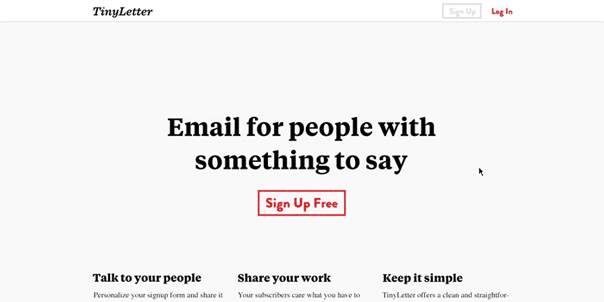 TinyLetter
Sign Up
Log In
Email for people with
something to say
Sign Up Free
Talk to your people
Share your work
Keep it simple
Personalize your signup form and share it
Your subscribers care what you have to
TinyLetter offers a clean and straightfor-